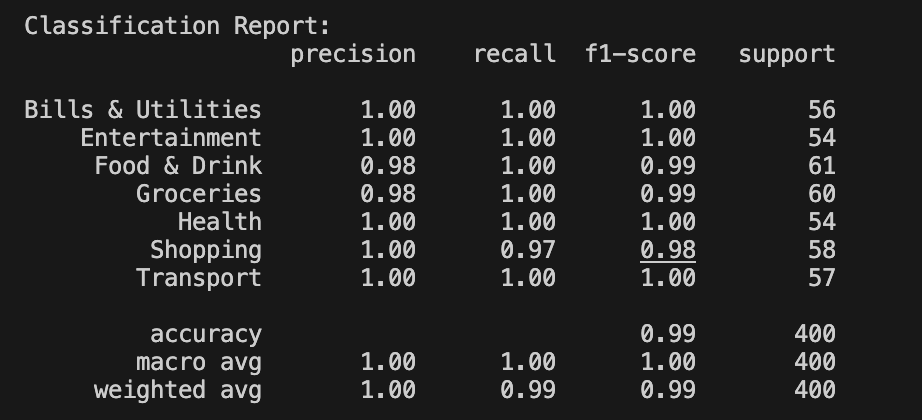 Classification Report:
precision recall f1-score support
Bills & Utilities 1.00 1.00 1.00 56
Entertainment 1.00 1.00 1.00 54
Food & Drink 0.98 1.00 0.99 61
Groceries 0.98 1.00 0.99 60
Health 1.00 1.00 1.00 54
Shopping 1.00 0.97 0.98 58
Transport 1.00 1.00 1.00 57
accuracy 0.99 400
macro avg 1.00 1.00 1.00 400
weighted avg 1.00 0.99 0.99 400